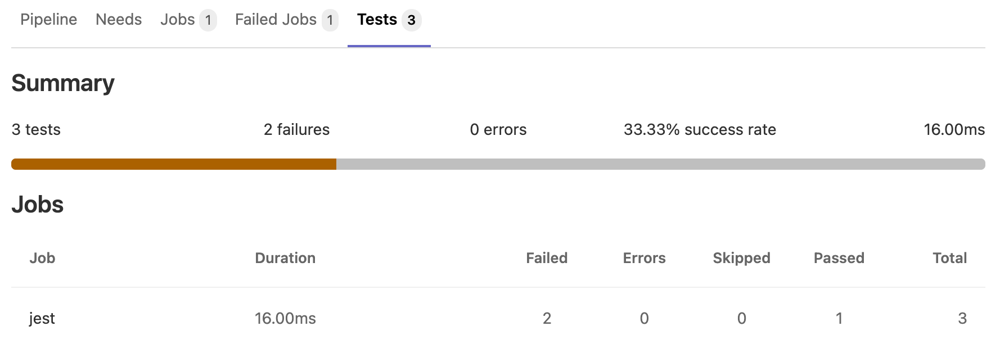 Pipeline Needs Jobs 1 Failed Jobs 1 Tests 3
Summary
3 tests 2 failures 0 errors 33.33% success rate 16.00ms
Jobs
Job Duration Failed Errors Skipped Passed Total
jest 16.00ms 2 0 0 1 3